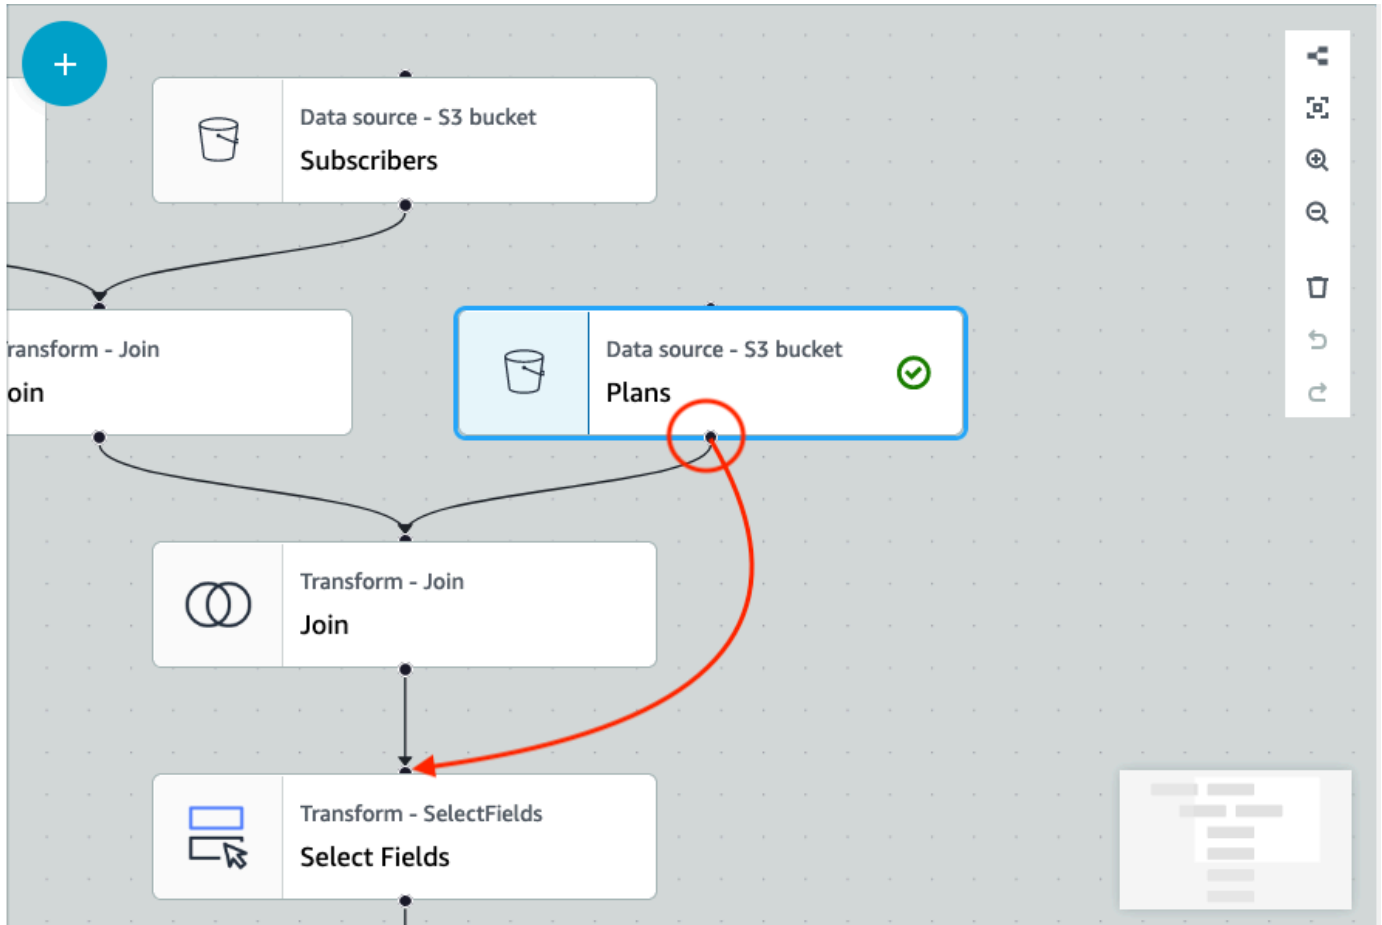 +
Data source - S3 bucket
Subscribers
ransform - Join
oin
Data source - S3 bucket
Plans
Transform - Join
Join
Transform - SelectFields
Select Fields